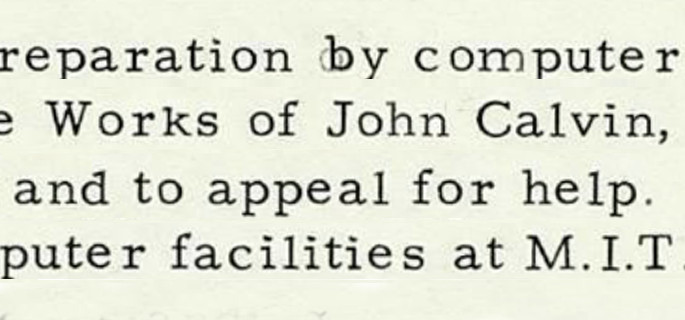 reparation by computer
e Works of John Calvin,
and to appeal for help.
puter facilities at M.I.T.